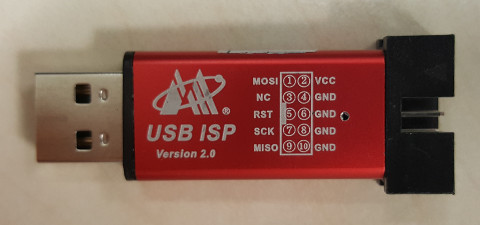 MOSI ① ② VCC
NC ③ ④ GND
RST ⑤ ⑥ GND
SCK ⑦ ⑧ GND
MISO ⑨ ⑩ GND
®
USB ISP
Version 2.0